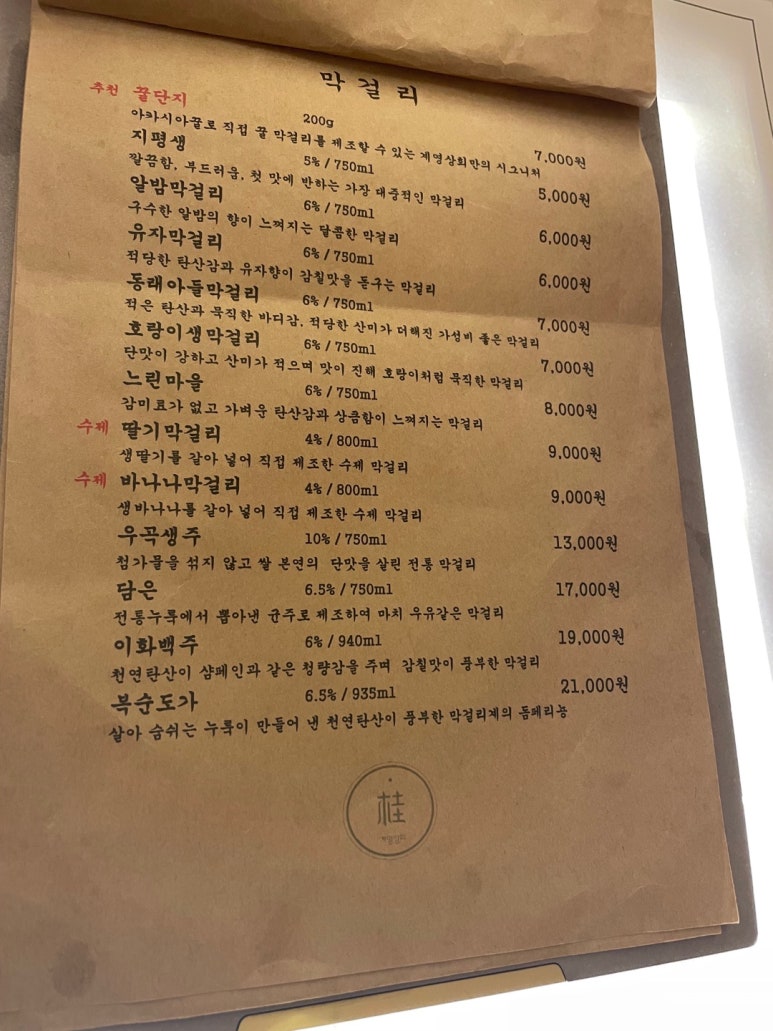 막걸리
추천 꿀단지 200g 7,000원
아카시아꿀로 직접 꿀 막걸리를 제조할 수 있는 계영상회만의 시그니처
지평생 5% / 750ml 5,000원
깔끔함, 부드러움, 첫 맛에 반하는 가장 대중적인 막걸리
알밤막걸리 6% / 750ml 6,000원
구수한 알밤의 향이 느껴지는 달콤한 막걸리
유자막걸리 6% / 750ml 6,000원
적당한 탄산감과 유자향이 감칠맛을 돋구는 막걸리
동래아들막걸리 6% / 750ml 7,000원
적은 탄산과 묵직한 바디감, 적당한 산미가 더해진 가성비 좋은 막걸리
호랑이생막걸리 6% / 750ml 7,000원
단맛이 강하고 산미가 적으며 맛이 진해 호랑이처럼 묵직한 막걸리
느린마을 6% / 750ml 8,000원
감미료가 없고 가벼운 탄산감과 상큼함이 느껴지는 막걸리
수제 딸기막걸리 4% / 800ml 9,000원
생딸기를 갈아 넣어 직접 제조한 수제 막걸리
수제 바나나막걸리 4% / 800ml 9,000원
생바나나를 갈아 넣어 직접 제조한 수제 막걸리
우곡생주 10% / 750ml 13,000원
첨가물을 섞지 않고 쌀 본연의 단맛을 살린 전통 막걸리
담은 6.5% / 750ml 17,000원
전통누룩에서 뽑아낸 균주로 제조하여 마치 우유같은 막걸리
이화백주 6% / 940ml 19,000원
천연탄산이 샴페인과 같은 청량감을 주며 감칠맛이 풍부한 막걸리
복순도가 6.5% / 935ml 21,000원
살아 숨쉬는 누룩이 만들어 낸 천연탄산이 풍부한 막걸리계의 돔페리뇽
桂